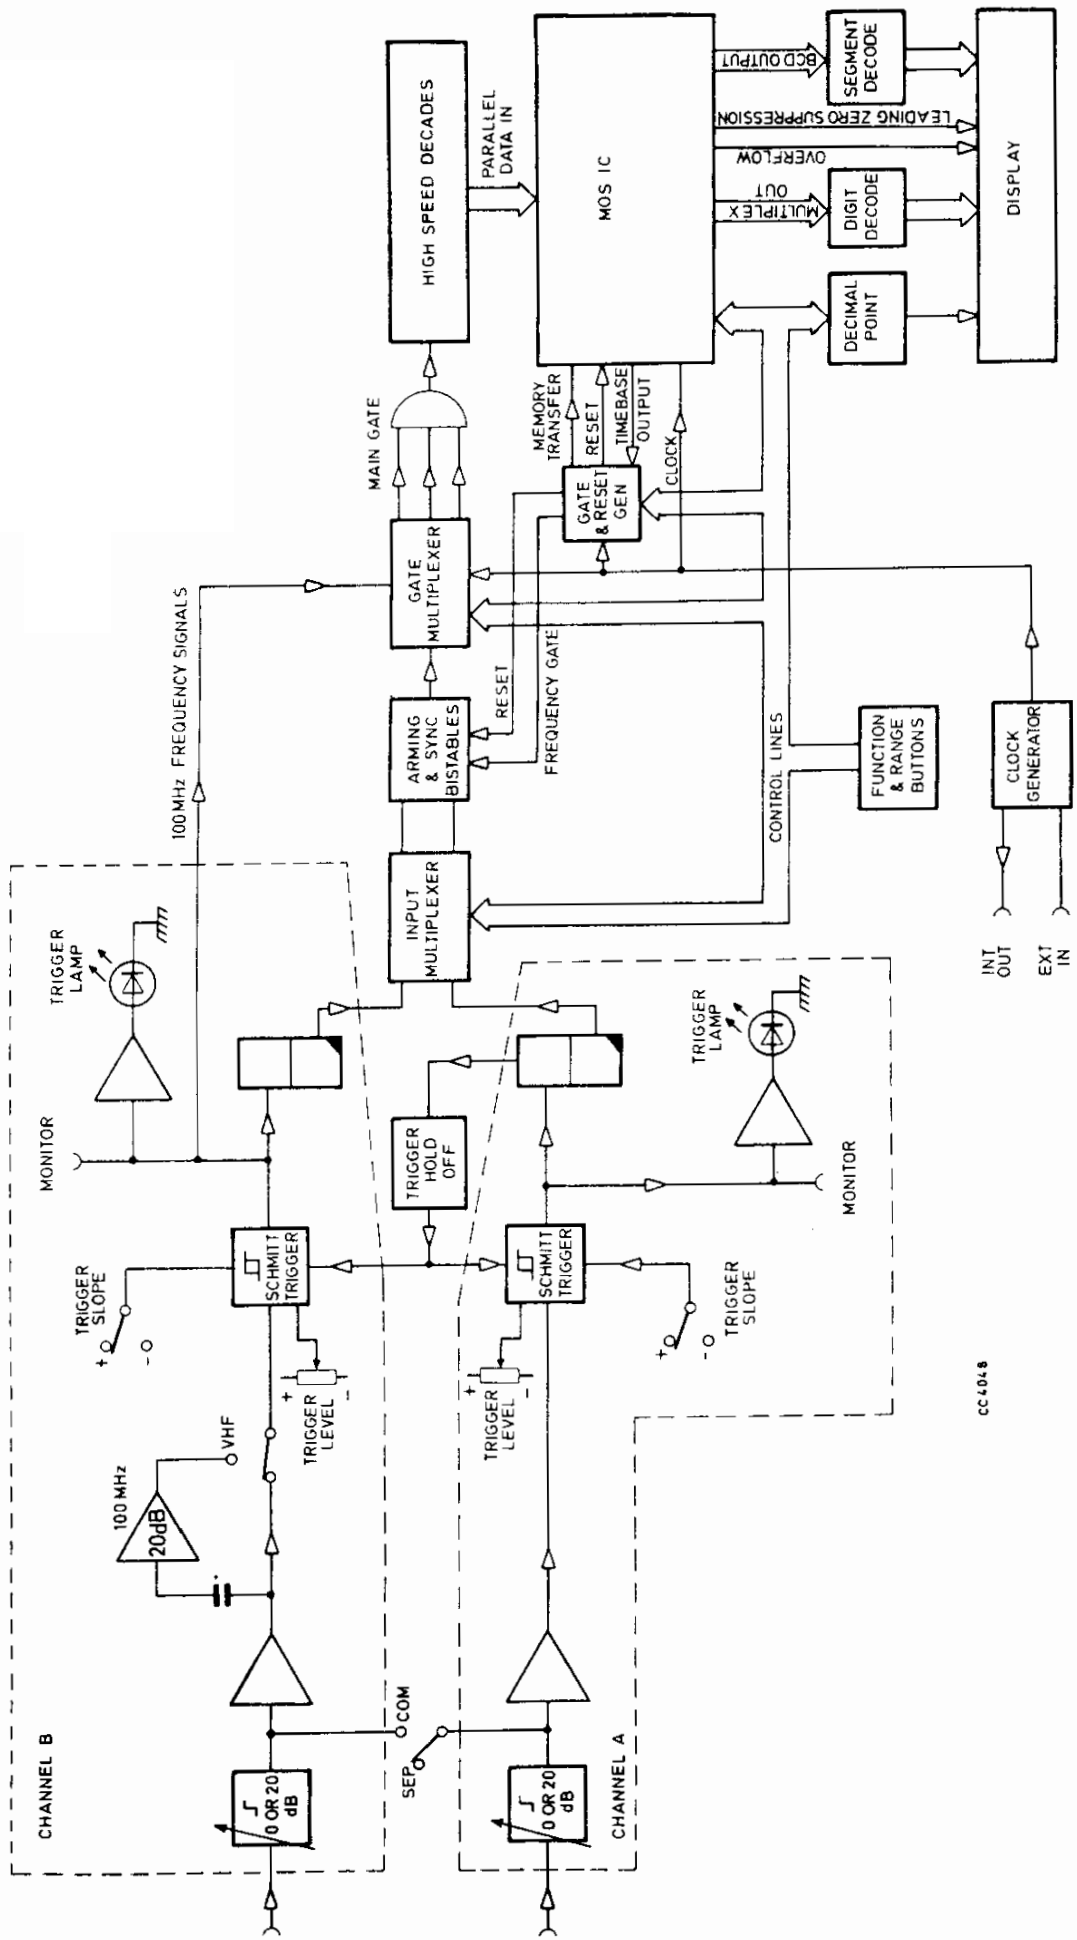 CHANNEL B
0 OR 20
dB
100 MHz
20dB
VHF
TRIGGER
SLOPE
+
-
TRIGGER
LEVEL
+
-
SCHMITT
TRIGGER
MONITOR
TRIGGER
LAMP
100MHz FREQUENCY SIGNALS
COM
SEP
TRIGGER
HOLD
OFF
CHANNEL A
0 OR 20
dB
TRIGGER
LEVEL
+
-
SCHMITT
TRIGGER
+
-
TRIGGER
SLOPE
MONITOR
TRIGGER
LAMP
INPUT
MULTIPLEXER
ARMING
& SYNC
BISTABLES
RESET
FREQUENCY GATE
GATE
MULTIPLEXER
MAIN GATE
HIGH SPEED DECADES
PARALLEL
DATA IN
GATE
& RESET
GEN
MEMORY
TRANSFER
RESET
TIMEBASE
OUTPUT
CLOCK
MOS IC
CONTROL LINES
FUNCTION
& RANGE
BUTTONS
CLOCK
GENERATOR
INT
OUT
EXT
IN
DECIMAL
POINT
MULTIPLEX
OUT
DIGIT
DECODE
OVERFLOW
LEADING ZERO SUPPRESSION
BCD OUTPUT
SEGMENT
DECODE
DISPLAY
CC4048